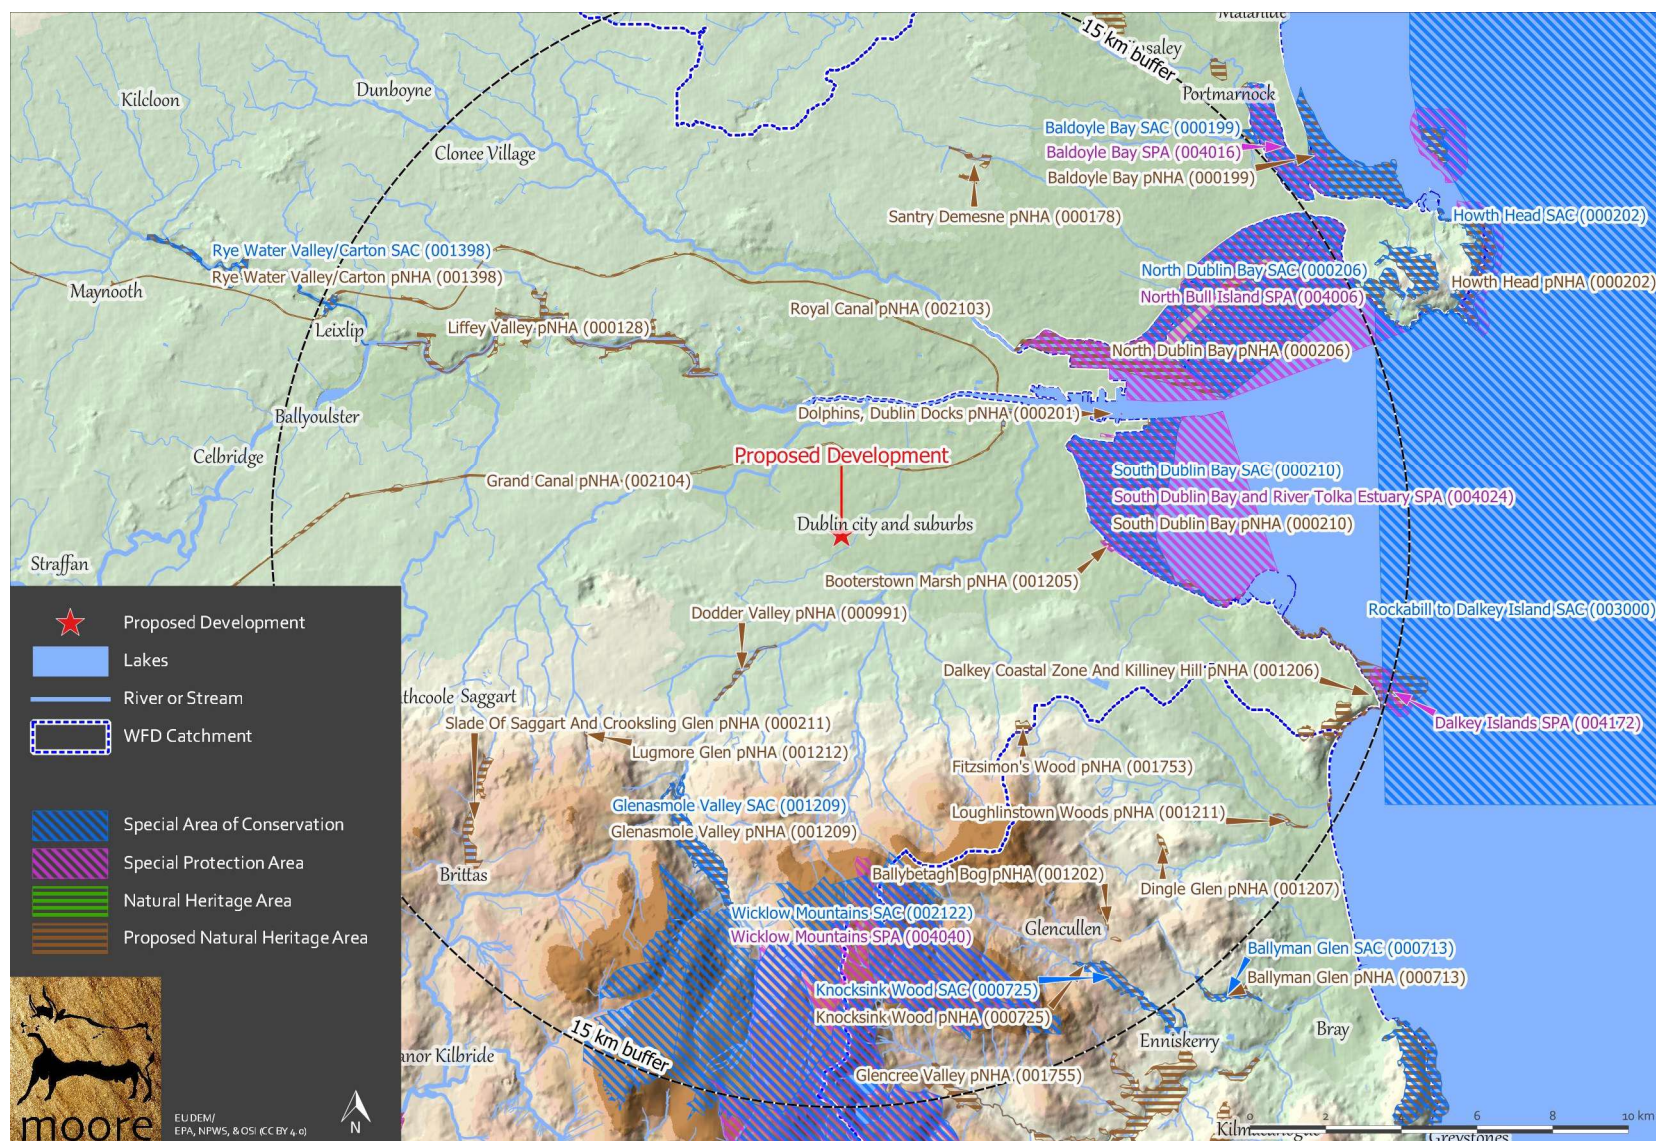 Malahide
15 km buffer
Kinsaley
Kilcloon
Dunboyne
Portmarnock
Clonee Village
Baldoyle Bay SAC (000199)
Baldoyle Bay SPA (004016)
Baldoyle Bay pNHA (000199)
Santry Demesne pNHA (000178)
Howth Head SAC (000202)
Rye Water Valley/Carton SAC (001398)
Rye Water Valley/Carton pNHA (001398)
North Dublin Bay SAC (000206)
Howth Head pNHA (000202)
Maynooth
North Bull Island SPA (004006)
Royal Canal pNHA (002103)
Leixlip
Liffey Valley pNHA (000128)
North Dublin Bay pNHA (000206)
Ballyoulster
Dolphins, Dublin Docks pNHA (000201)
Celbridge
Proposed Development
Grand Canal pNHA (002104)
South Dublin Bay SAC (000210)
South Dublin Bay and River Tolka Estuary SPA (004024)
South Dublin Bay pNHA (000210)
Dublin city and suburbs
Straffan
Booterstown Marsh pNHA (001205)
Dodder Valley pNHA (000991)
Rockabill to Dalkey Island SAC (003000)
Dalkey Coastal Zone And Killiney Hill pNHA (001206)
thcoole Saggart
Slade Of Saggart And Crooksling Glen pNHA (000211)
Dalkey Islands SPA (004172)
Lugmore Glen pNHA (001212)
Fitzsimon's Wood pNHA (001753)
Glenasmole Valley SAC (001209)
Glenasmole Valley pNHA (001209)
Loughlinstown Woods pNHA (001211)
Brittas
Ballybetagh Bog pNHA (001202)
Dingle Glen pNHA (001207)
Wicklow Mountains SAC (002122)
Wicklow Mountains SPA (004040)
Glencullen
Ballyman Glen SAC (000713)
Ballyman Glen pNHA (000713)
Knocksink Wood SAC (000725)
Knocksink Wood pNHA (000725)
15 km buffer
Bray
Enniskerry
anor Kilbride
Glencree Valley pNHA (001755)
Kilmacanogue
Greystones
Proposed Development
Lakes
River or Stream
WFD Catchment
Special Area of Conservation
Special Protection Area
Natural Heritage Area
Proposed Natural Heritage Area
moore
EU DEM/
EPA, NPWS, & OSI (CC BY 4.0)
N
0 2 4 6 8 10 km